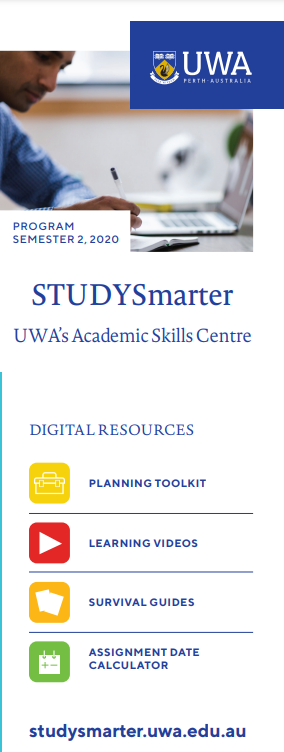 UWA
PERTH·AUSTRALIA
PROGRAM
SEMESTER 2, 2020
STUDYSmarter
UWA's Academic Skills Centre
DIGITAL RESOURCES
PLANNING TOOLKIT
LEARNING VIDEOS
SURVIVAL GUIDES
ASSIGNMENT DATE
CALCULATOR
studysmarter.uwa.edu.au